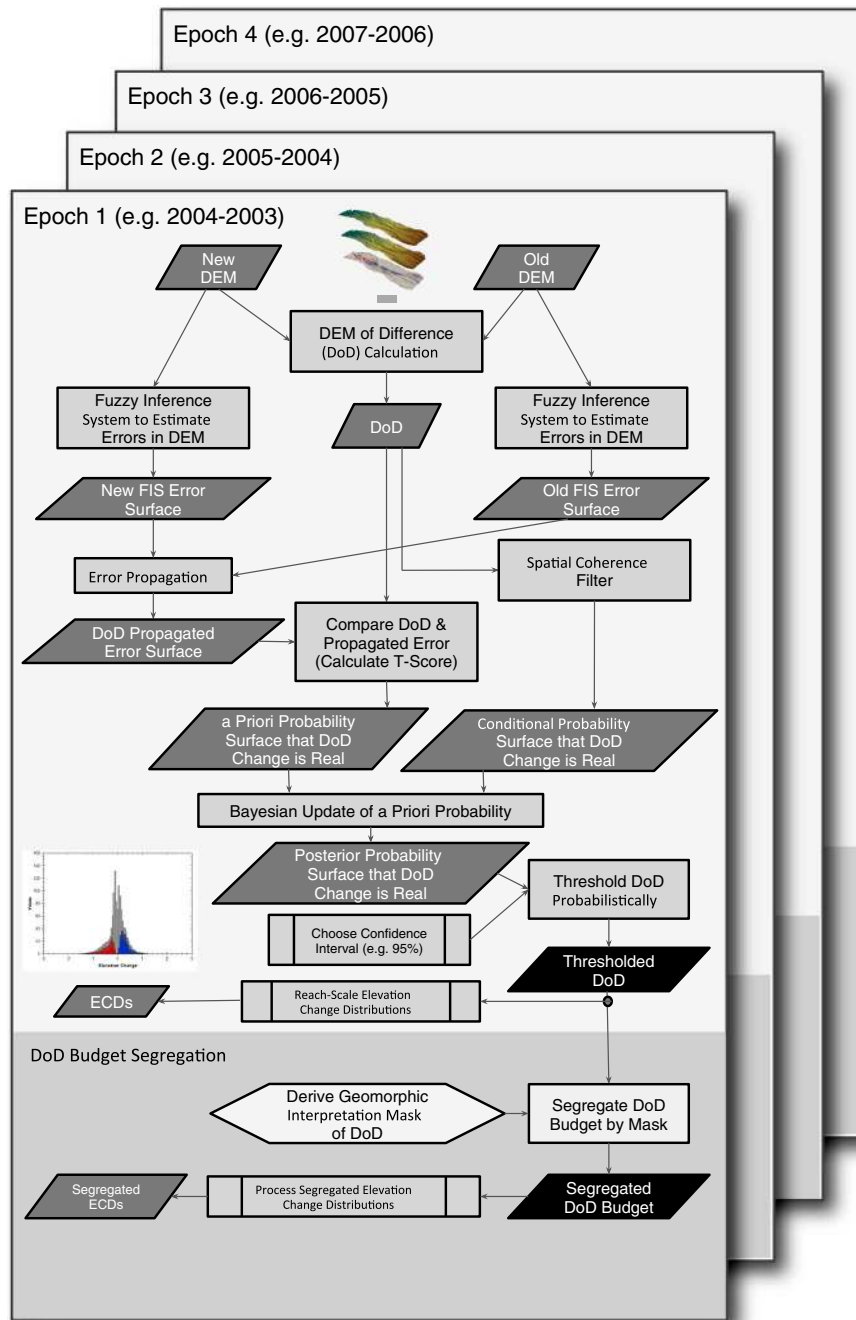 Epoch 4 (e.g. 2007-2006)
Epoch 3 (e.g. 2006-2005)
Epoch 2 (e.g. 2005-2004)
Epoch 1 (e.g. 2004-2003)
New
DEM
Old
DEM
DEM of Difference
(DoD) Calculation
Fuzzy Inference
System to Estimate
Errors in DEM
DoD
Fuzzy Inference
System to Estimate
Errors in DEM
New FIS Error
Surface
Old FIS Error
Surface
Error Propagation
Spatial Coherence
Filter
DoD Propagated
Error Surface
Compare DoD &
Propagated Error
(Calculate T-Score)
a Priori Probability
Surface that DoD
Change is Real
Conditional Probability
Surface that DoD
Change is Real
Bayesian Update of a Priori Probability
Posterior Probability
Surface that DoD
Change is Real
Threshold DoD
Probabilistically
Choose Confidence
Interval (e.g. 95%)
Elevation Change
Thresholded
DoD
ECDs
Reach-Scale Elevation
Change Distributions
DoD Budget Segregation
Derive Geomorphic
Interpretation Mask
of DoD
Segregate DoD
Budget by Mask
Segregated
ECDs
Process Segregated Elevation
Change Distributions
Segregated
DoD Budget